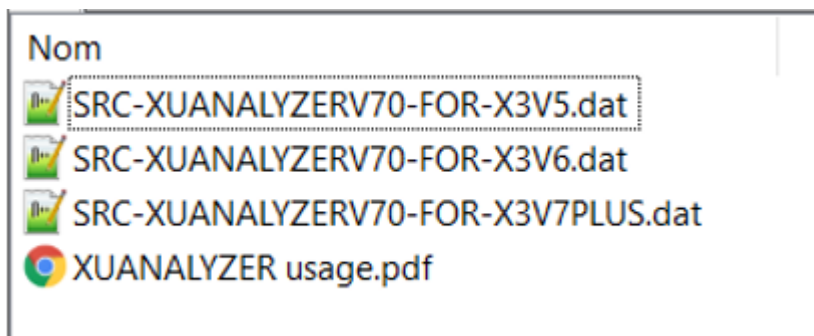 Nom
SRC-XUANALYZERV70-FOR-X3V5.dat
SRC-XUANALYZERV70-FOR-X3V6.dat
SRC-XUANALYZERV70-FOR-X3V7PLUS.dat
XUANALYZER usage.pdf